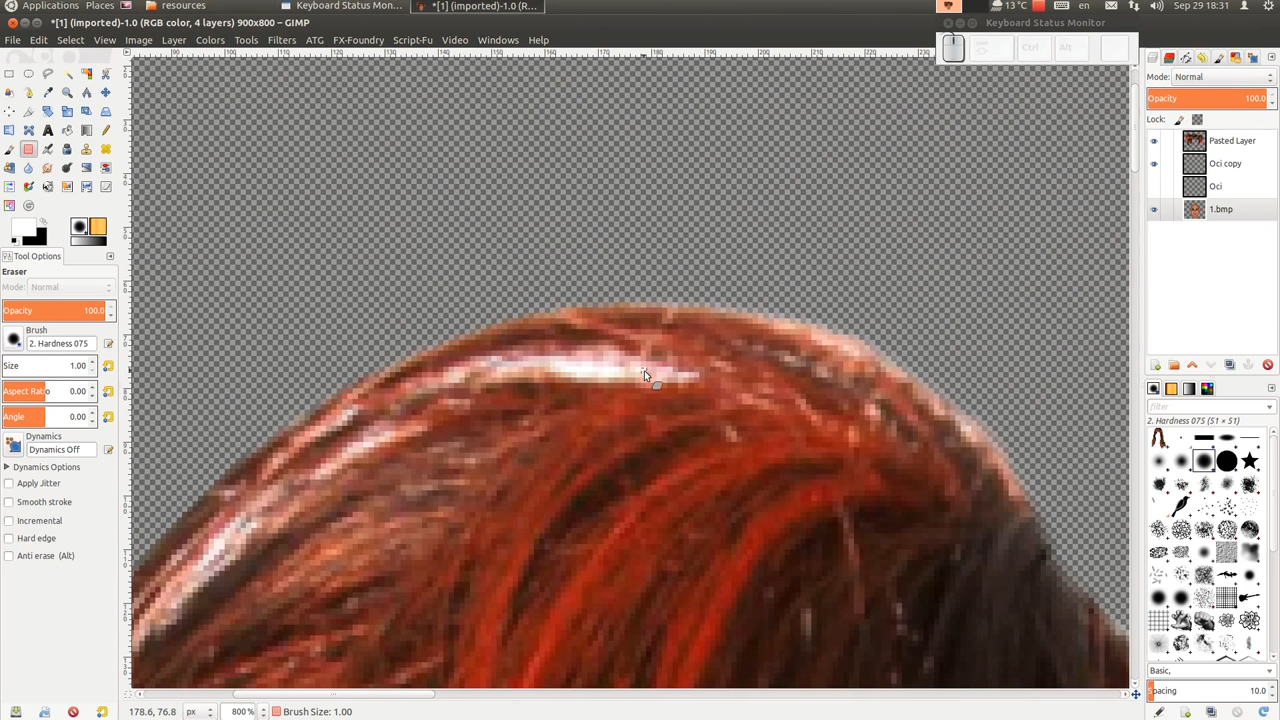 Applications Places resources Keyboard Status Monit... *[1] (imported)-1.0 (R... 13 °C en Sep 29 18:31
*[1] (imported)-1.0 (RGB color, 4 layers) 900x800 – GIMP
Keyboard Status Monitor
File Edit Select View Image Layer Colors Tools Filters ATG FX-Foundry Script-Fu Video Windows Help
Ctrl Alt
Mode: Normal
Opacity 100.0
Lock:
Pasted Layer
Oci copy
Oci
1.bmp
Tool Options
Eraser
Mode: Normal
Opacity 100.0
Brush
2. Hardness 075
Size 1.00
Aspect Ratio 0.00
Angle 0.00
Dynamics
Dynamics Off
Dynamics Options
Apply Jitter
Smooth stroke
Incremental
Hard edge
Anti erase (Alt)
filter
2. Hardness 075 (51 × 51)
Basic,
Spacing 10.0
178.6, 76.8 px 800% Brush Size: 1.00